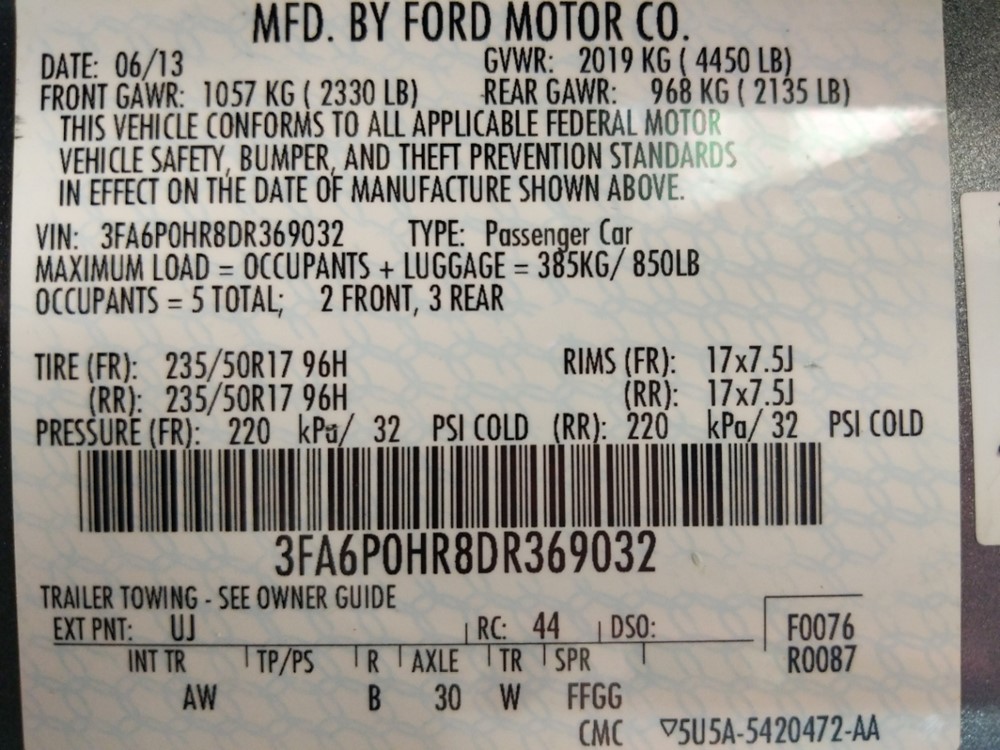 MFD. BY FORD MOTOR CO.
DATE: 06/13 GVWR: 2019 KG ( 4450 LB)
FRONT GAWR: 1057 KG ( 2330 LB) REAR GAWR: 968 KG ( 2135 LB)
THIS VEHICLE CONFORMS TO ALL APPLICABLE FEDERAL MOTOR
VEHICLE SAFETY, BUMPER, AND THEFT PREVENTION STANDARDS
IN EFFECT ON THE DATE OF MANUFACTURE SHOWN ABOVE.
VIN: 3FA6P0HR8DR369032 TYPE: Passenger Car
MAXIMUM LOAD = OCCUPANTS + LUGGAGE = 385KG/ 850LB
OCCUPANTS = 5 TOTAL; 2 FRONT, 3 REAR
TIRE (FR): 235/50R17 96H RIMS (FR): 17x7.5J
(RR): 235/50R17 96H (RR): 17x7.5J
PRESSURE (FR): 220 kPa/ 32 PSI COLD (RR): 220 kPa/ 32 PSI COLD
3FA6P0HR8DR369032
TRAILER TOWING - SEE OWNER GUIDE
EXT PNT: UJ RC: 44 DSO: F0076
INT TR TP/PS R AXLE TR SPR R0087
AW B 30 W FFGG
CMC ▽5U5A-5420472-AA